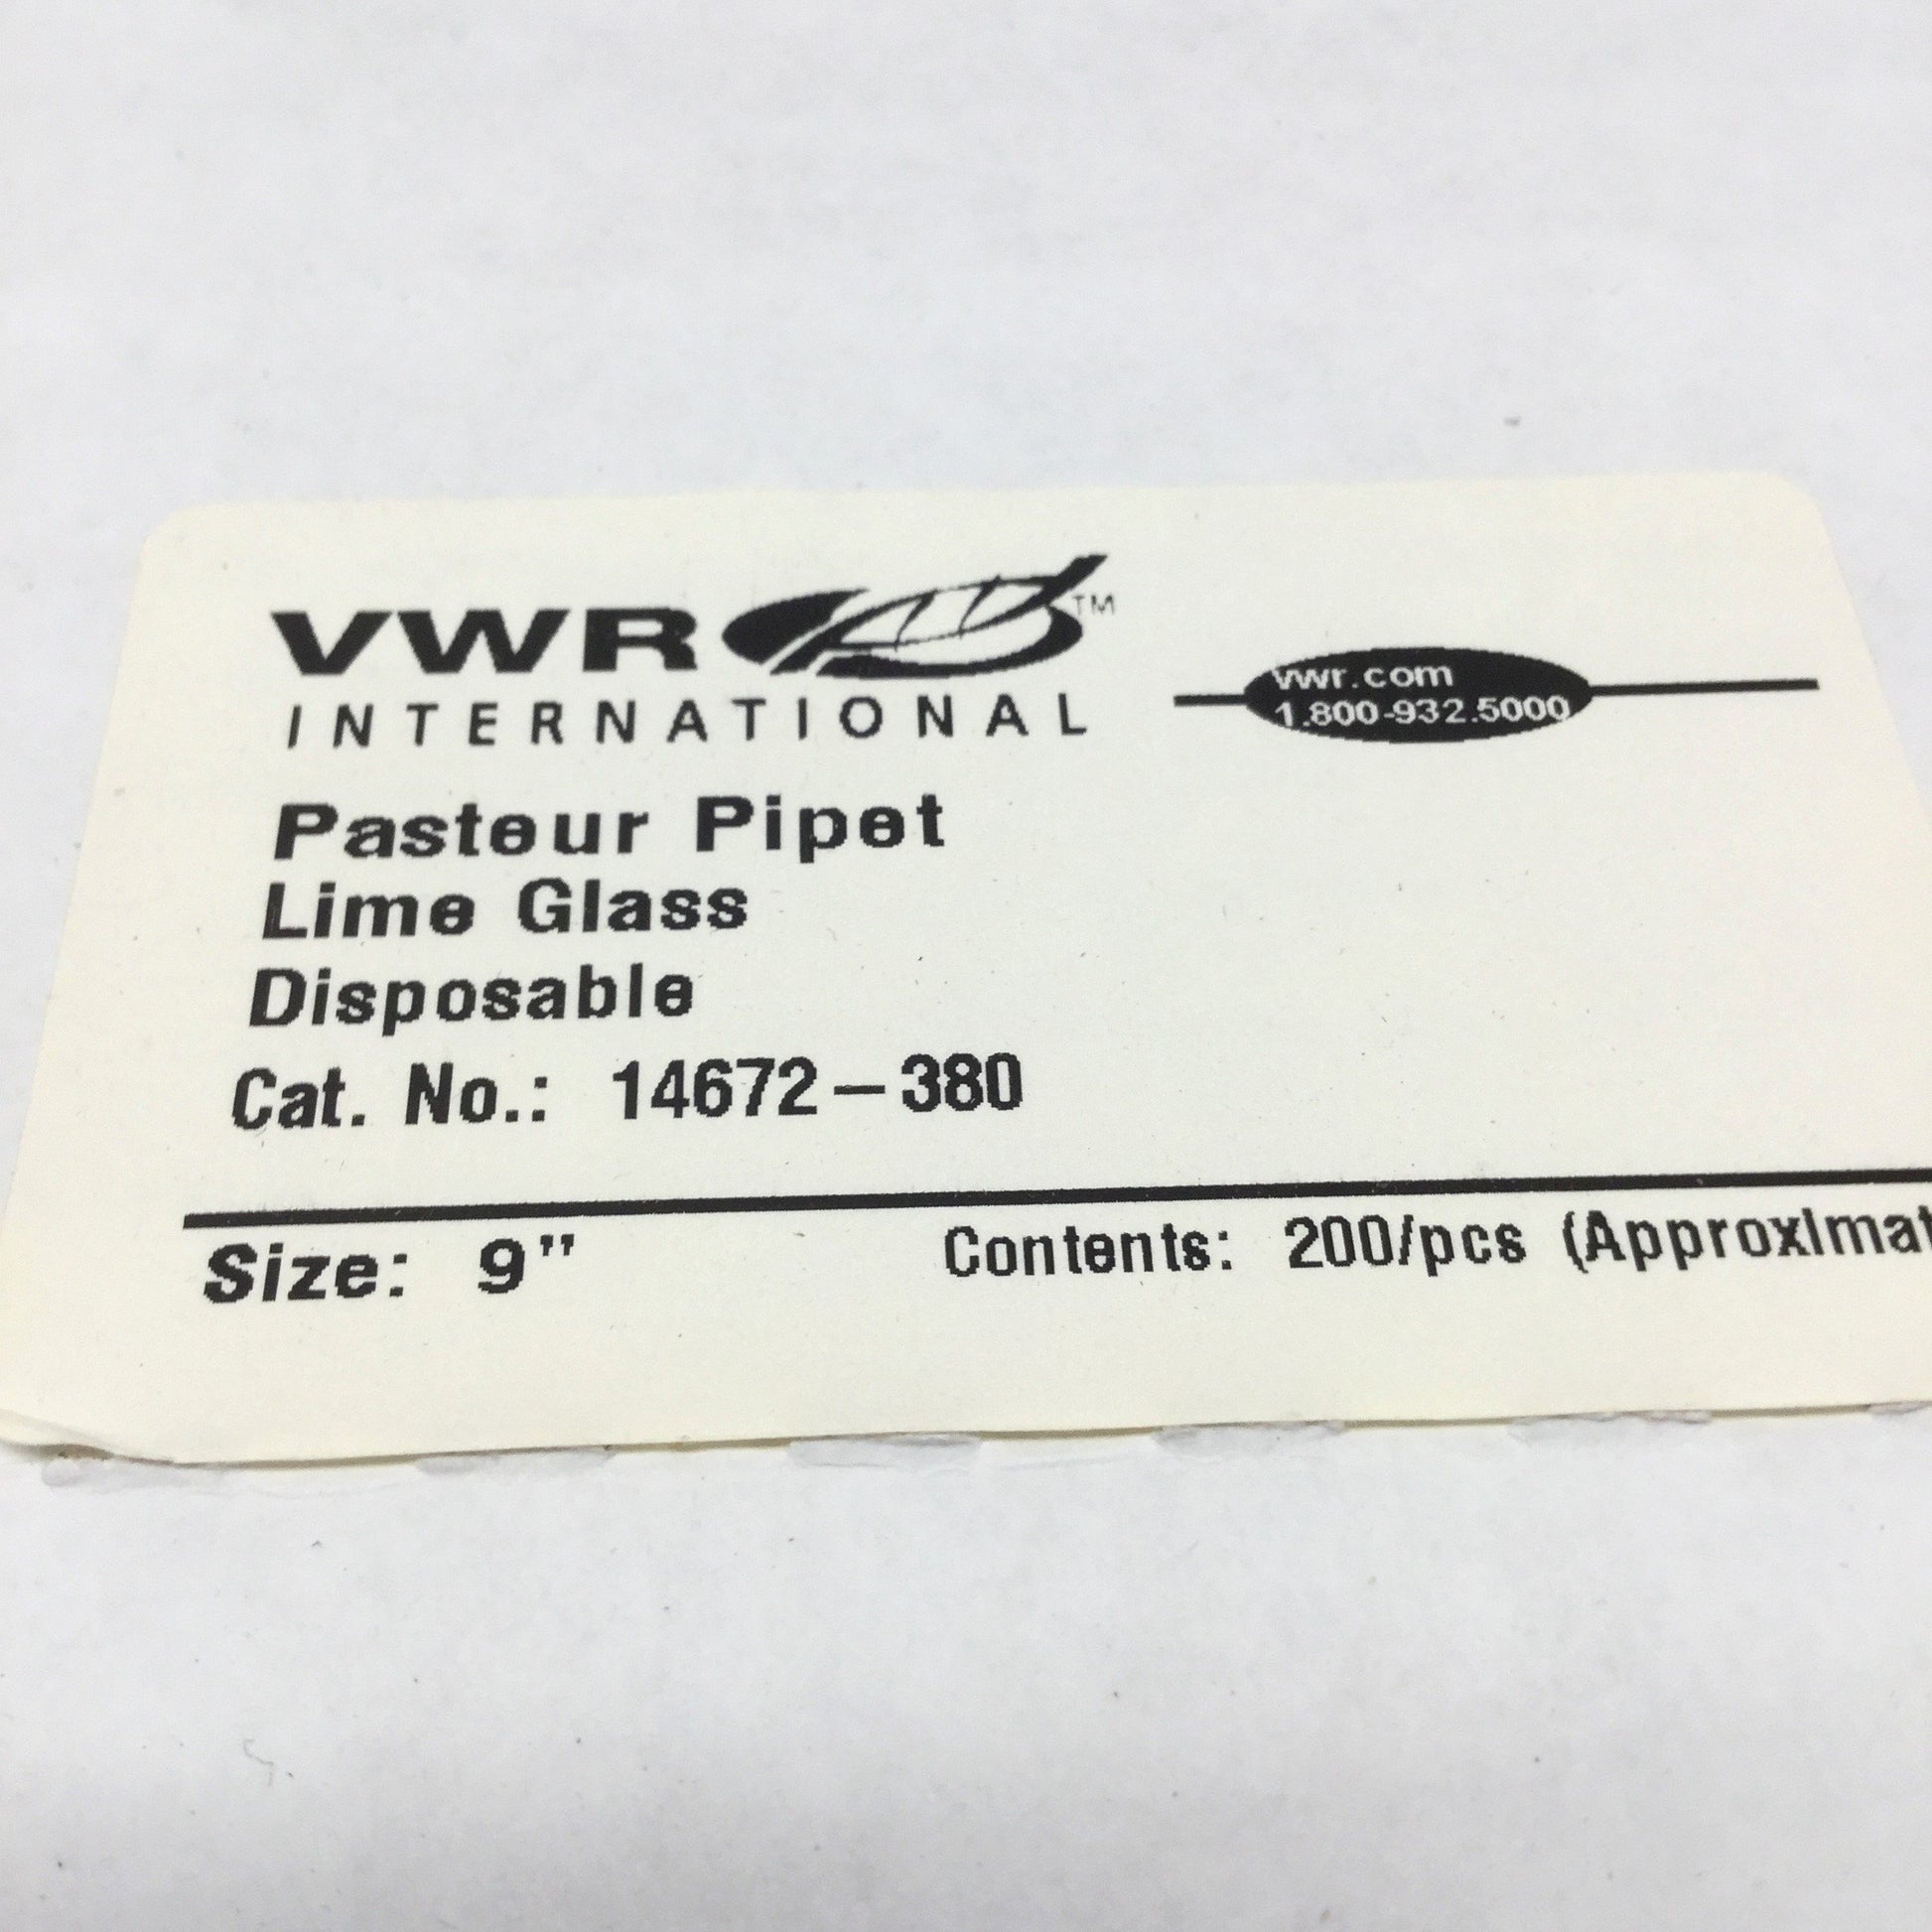 VWR™
INTERNATIONAL
vwr.com
1.800-932.5000
Pasteur Pipet
Lime Glass
Disposable
Cat. No.: 14672-380
Size: 9"
Contents: 200/pcs (Approximat